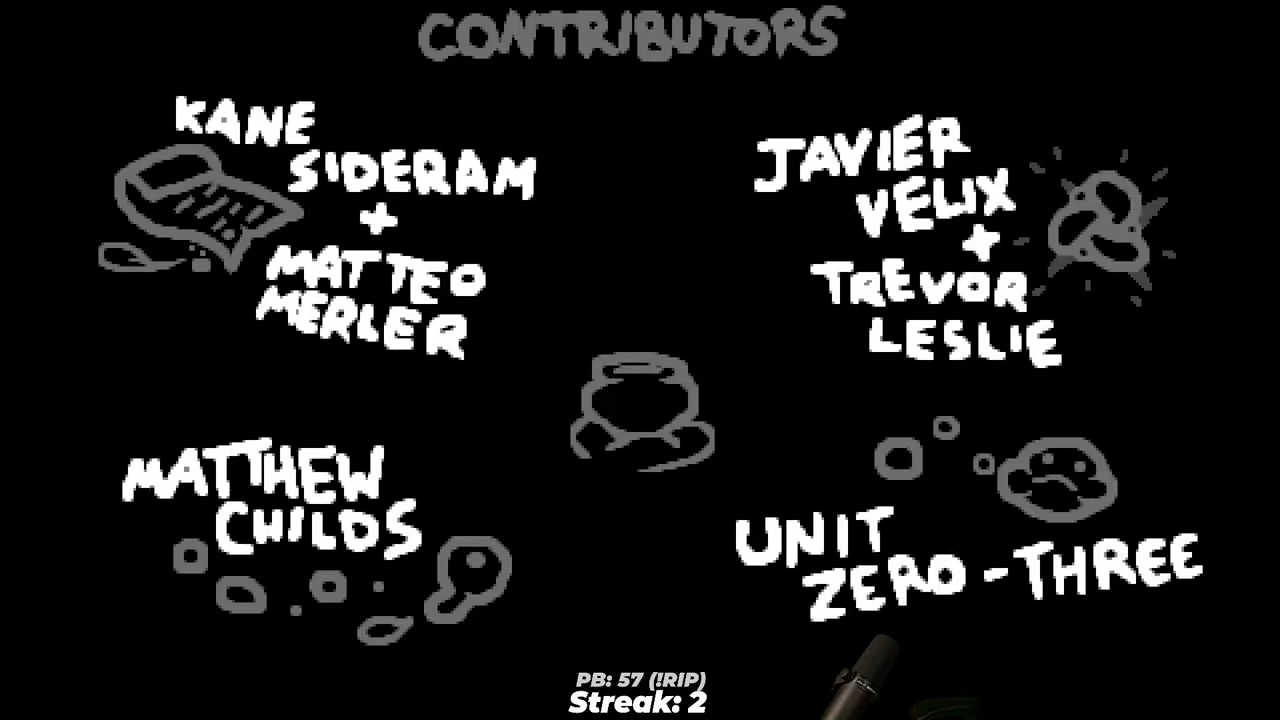 CONTRIBUTORS
KANE
SIDERAM
+
MATTEO
MERLER
JAVIER
VELIX
+
TREVOR
LESLIE
MATTHEW
CHILDS
UNIT
ZERO-THREE
PB: 57 (!RIP)
Streak: 2